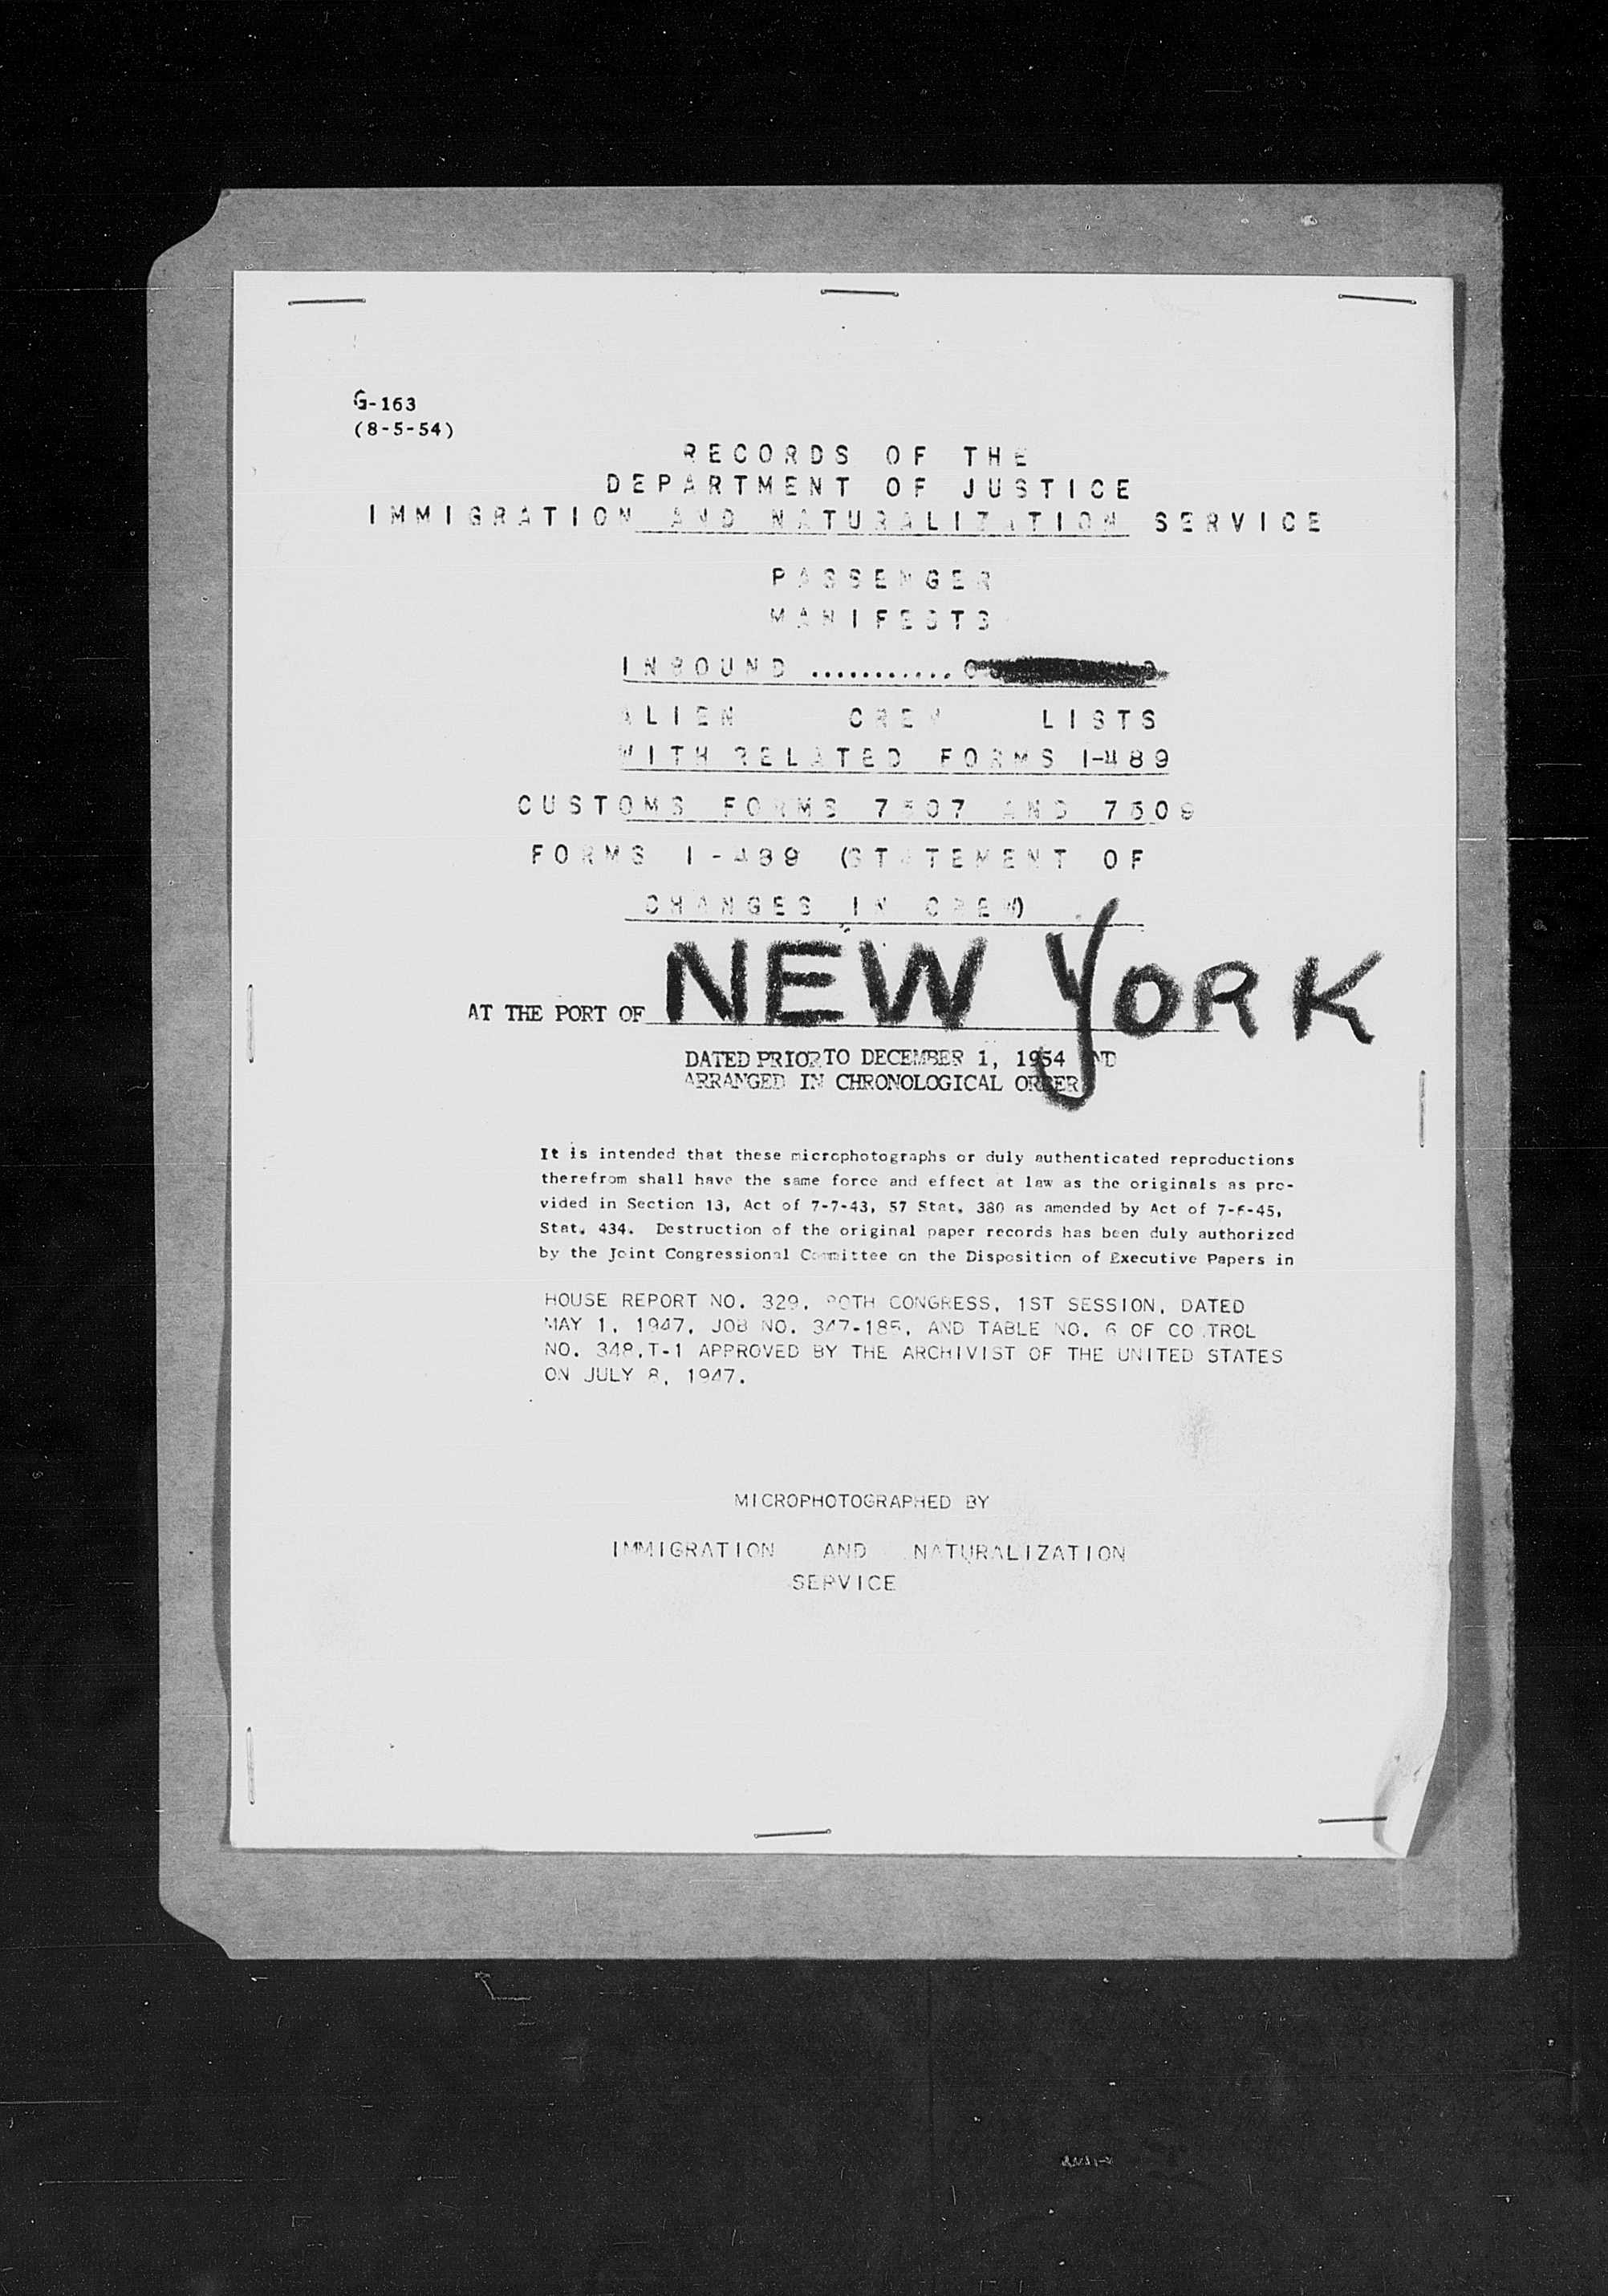 G-163
(8-5-54)
RECORDS OF THE
DEPARTMENT OF JUSTICE
IMMIGRATION AND NATURALIZATION SERVICE
PASSENGER
MANIFESTS
INBOUND ...........
ALIEN CREW LISTS
WITH RELATED FORMS I-489
CUSTOMS FORMS 7507 AND 7509
FORMS I-489 (STATEMENT OF
CHANGES IN CREW)
AT THE PORT OF NEW YORK
DATED PRIOR TO DECEMBER 1, 1954 AND
ARRANGED IN CHRONOLOGICAL ORDER
It is intended that these microphotographs or duly authenticated reproductions
therefrom shall have the same force and effect at law as the originals as pro-
vided in Section 13, Act of 7-7-43, 57 Stat. 380 as amended by Act of 7-6-45,
Stat. 434. Destruction of the original paper records has been duly authorized
by the Joint Congressional Committee on the Disposition of Executive Papers in
HOUSE REPORT NO. 329, 80TH CONGRESS, 1ST SESSION, DATED
MAY 1, 1947, JOB NO. 347-185, AND TABLE NO. 6 OF CONTROL
NO. 348,T-1 APPROVED BY THE ARCHIVIST OF THE UNITED STATES
ON JULY 8, 1947.
MICROPHOTOGRAPHED BY
IMMIGRATION AND NATURALIZATION
SERVICE